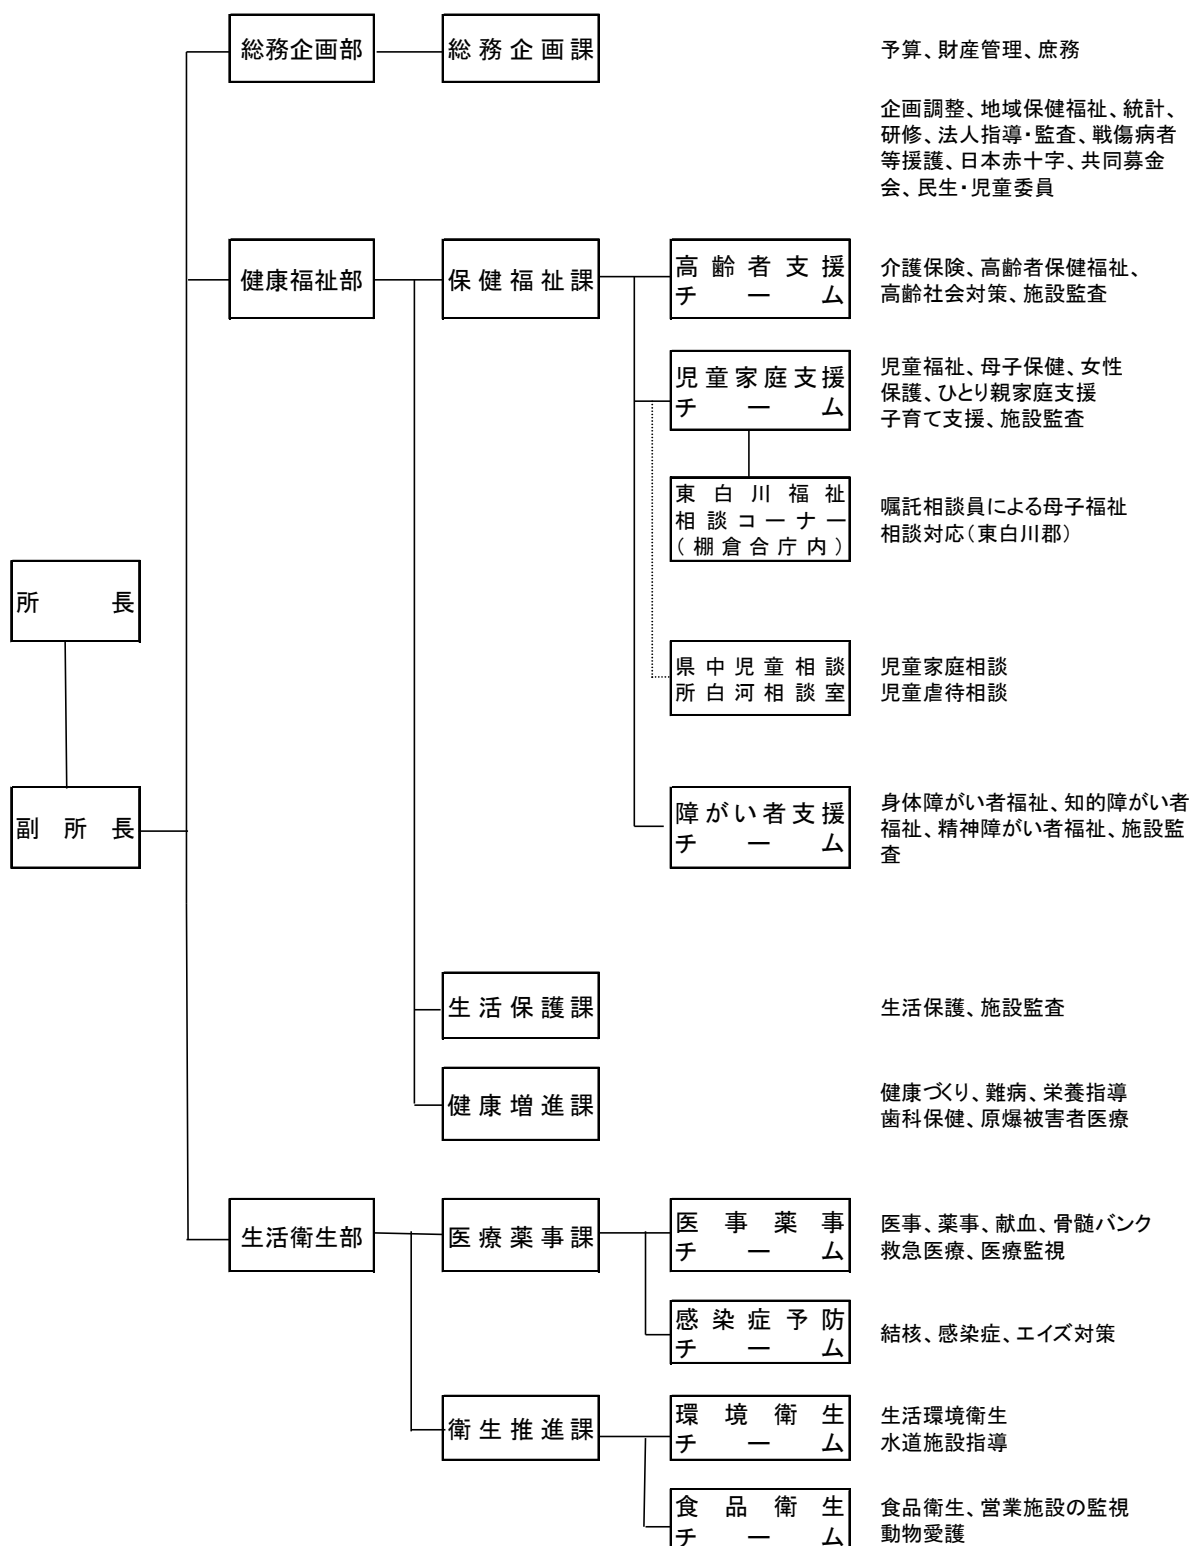 総務企画部
総務企画課
予算、財産管理、庶務
企画調整、地域保健福祉、統計、
研修、法人指導・監査、戦傷病者
等援護、日本赤十字、共同募金
会、民生・児童委員
健康福祉部
保健福祉課
高齢者支援
チーム
介護保険、高齢者保健福祉、
高齢社会対策、施設監査
児童家庭支援
チーム
児童福祉、母子保健、女性
保護、ひとり親家庭支援
子育て支援、施設監査
東白川福祉
相談コーナー
(棚倉合庁内)
嘱託相談員による母子福祉
相談対応(東白川郡)
所長
県中児童相談
所白河相談室
児童家庭相談
児童虐待相談
副所長
障がい者支援
チーム
身体障がい者福祉、知的障がい者
福祉、精神障がい者福祉、施設監
査
生活保護課
生活保護、施設監査
健康増進課
健康づくり、難病、栄養指導
歯科保健、原爆被害者医療
生活衛生部
医療薬事課
医事薬事
チーム
医事、薬事、献血、骨髄バンク
救急医療、医療監視
感染症予防
チーム
結核、感染症、エイズ対策
衛生推進課
環境衛生
チーム
生活環境衛生
水道施設指導
食品衛生
チーム
食品衛生、営業施設の監視
動物愛護